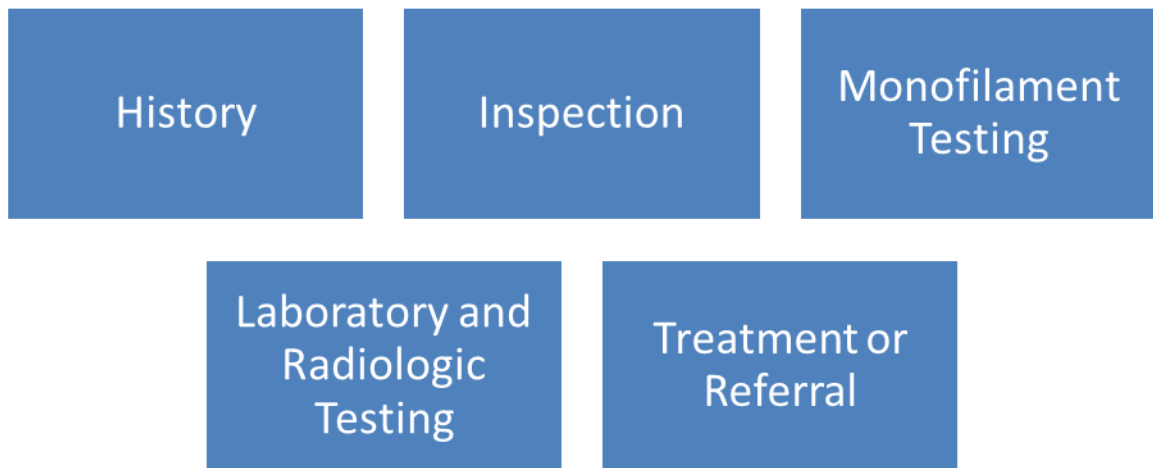 History
Inspection
Monofilament
Testing
Laboratory and
Radiologic
Testing
Treatment or
Referral